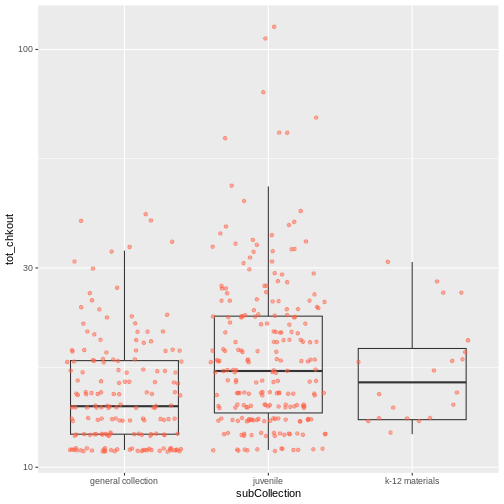 tot_chkout
100
30
10
general collection
juvenile
k-12 materials
subCollection